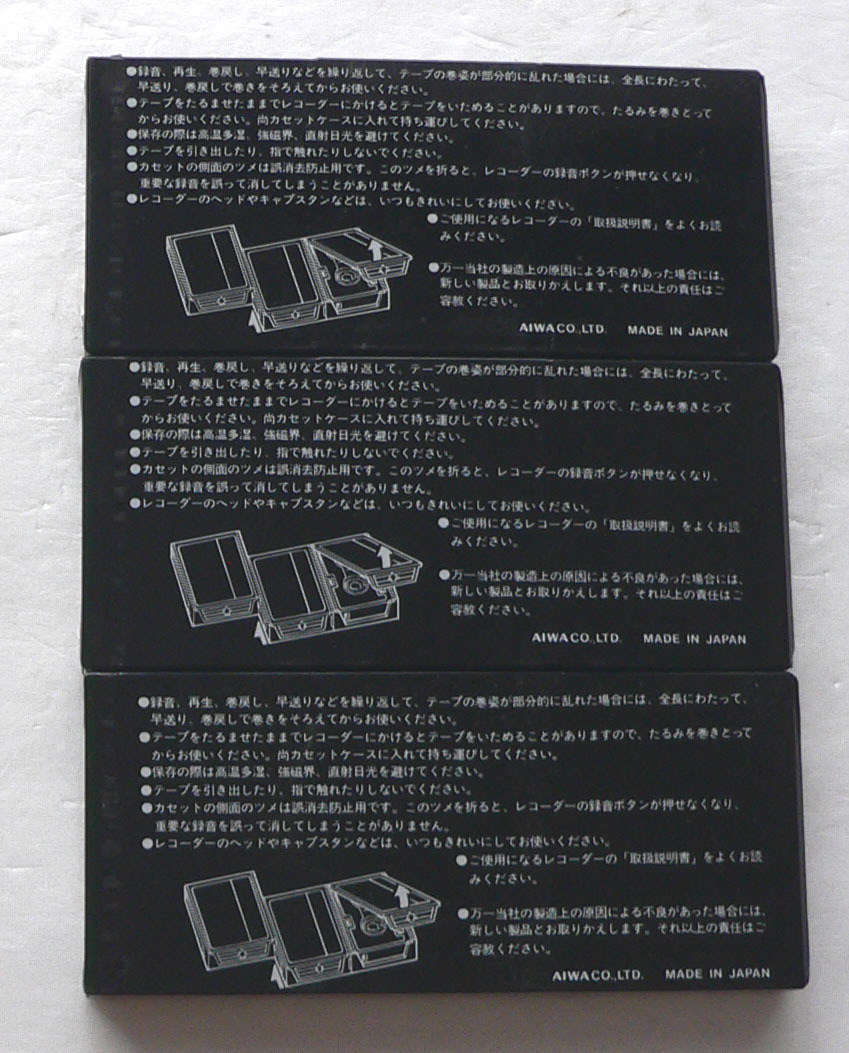 ●録音、再生、巻戻し、早送りなどを繰り返して、テープの巻姿が部分的に乱れた場合には、全長にわたって、
早送り、巻戻しで巻きをそろえてからお使いください。
●テープをたるませたままでレコーダーにかけるとテープをいためることがありますので、たるみを巻きとって
からお使いください。尚カセットケースに入れて持ち運びしてください。
●保存の際は高温多湿、強磁界、直射日光を避けてください。
●テープを引き出したり、指で触れたりしないでください。
●カセットの側面のツメは誤消去防止用です。このツメを折ると、レコーダーの録音ボタンが押せなくなり、
重要な録音を誤って消してしまうことがありません。
●レコーダーのヘッドやキャプスタンなどは、いつもきれいにしてお使いください。
●ご使用になるレコーダーの「取扱説明書」をよくお読
みください。
●万一当社の製造上の原因による不良があった場合には、
新しい製品とお取りかえします。それ以上の責任はご
容赦ください。
AIWA CO.,LTD. MADE IN JAPAN
●録音、再生、巻戻し、早送りなどを繰り返して、テープの巻姿が部分的に乱れた場合には、全長にわたって、
早送り、巻戻しで巻きをそろえてからお使いください。
●テープをたるませたままでレコーダーにかけるとテープをいためることがありますので、たるみを巻きとって
からお使いください。尚カセットケースに入れて持ち運びしてください。
●保存の際は高温多湿、強磁界、直射日光を避けてください。
●テープを引き出したり、指で触れたりしないでください。
●カセットの側面のツメは誤消去防止用です。このツメを折ると、レコーダーの録音ボタンが押せなくなり、
重要な録音を誤って消してしまうことがありません。
●レコーダーのヘッドやキャプスタンなどは、いつもきれいにしてお使いください。
●ご使用になるレコーダーの「取扱説明書」をよくお読
みください。
●万一当社の製造上の原因による不良があった場合には、
新しい製品とお取りかえします。それ以上の責任はご
容赦ください。
AIWA CO.,LTD. MADE IN JAPAN
●録音、再生、巻戻し、早送りなどを繰り返して、テープの巻姿が部分的に乱れた場合には、全長にわたって、
早送り、巻戻しで巻きをそろえてからお使いください。
●テープをたるませたままでレコーダーにかけるとテープをいためることがありますので、たるみを巻きとって
からお使いください。尚カセットケースに入れて持ち運びしてください。
●保存の際は高温多湿、強磁界、直射日光を避けてください。
●テープを引き出したり、指で触れたりしないでください。
●カセットの側面のツメは誤消去防止用です。このツメを折ると、レコーダーの録音ボタンが押せなくなり、
重要な録音を誤って消してしまうことがありません。
●レコーダーのヘッドやキャプスタンなどは、いつもきれいにしてお使いください。
●ご使用になるレコーダーの「取扱説明書」をよくお読
みください。
●万一当社の製造上の原因による不良があった場合には、
新しい製品とお取りかえします。それ以上の責任はご
容赦ください。
AIWA CO.,LTD. MADE IN JAPAN